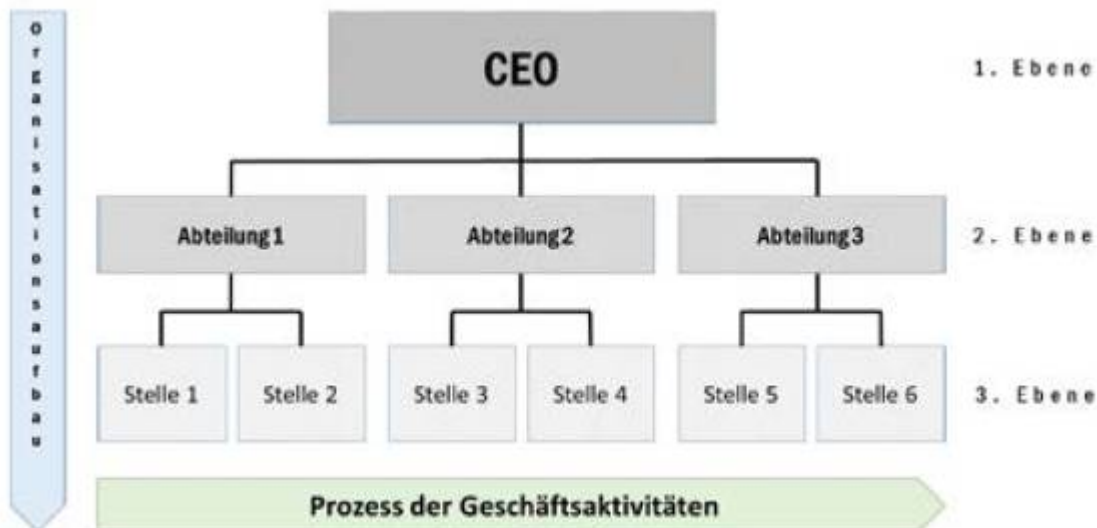 Organisationsaufbau
CEO
1. Ebene
Abteilung1
Abteilung2
Abteilung3
2. Ebene
Stelle 1
Stelle 2
Stelle 3
Stelle 4
Stelle 5
Stelle 6
3. Ebene
Prozess der Geschäftsaktivitäten